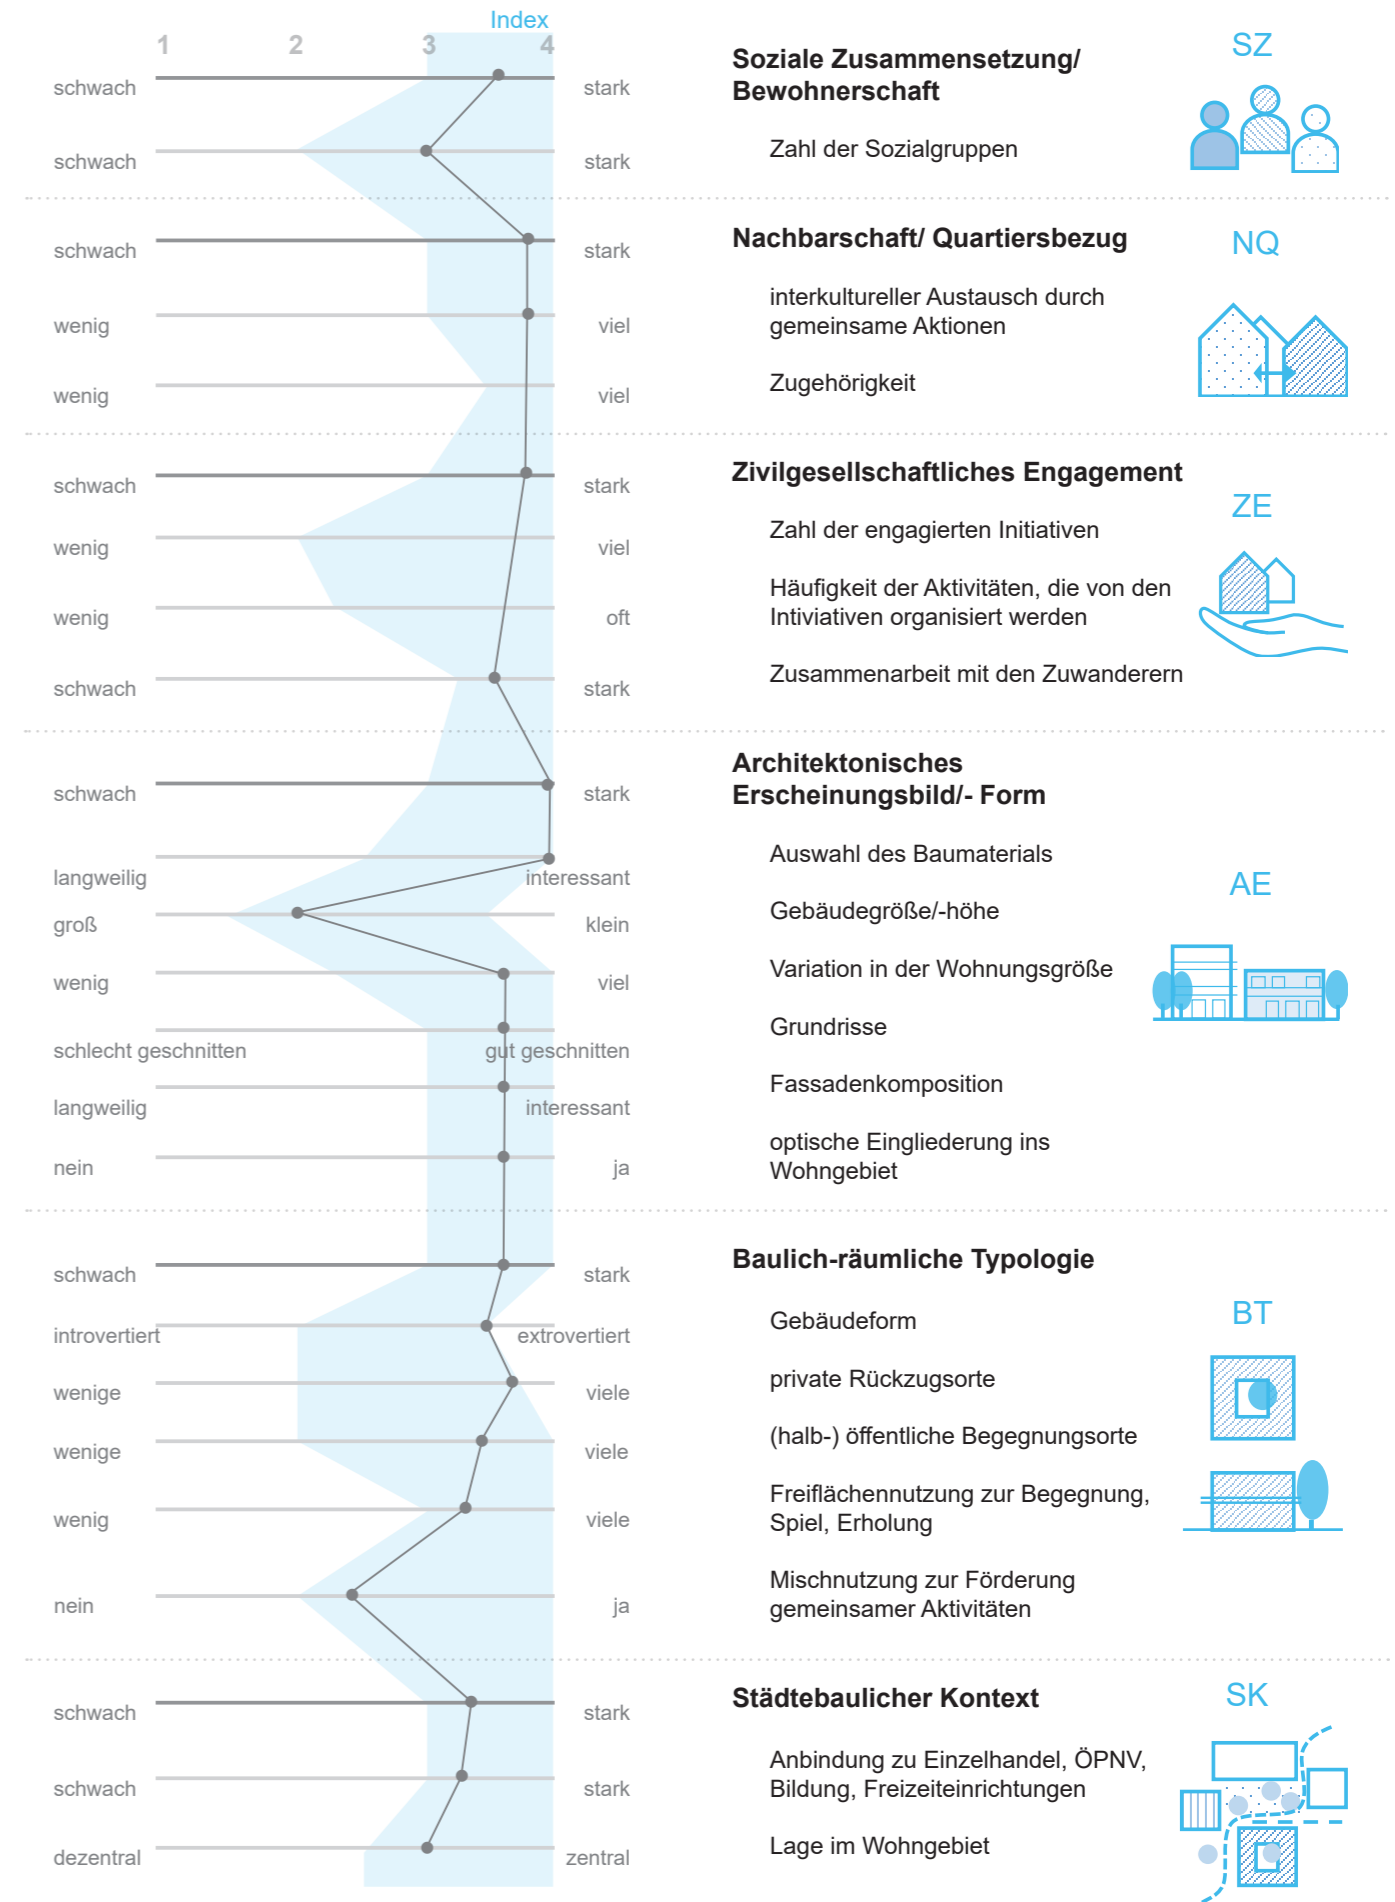 Index
1 2 3 4
schwach stark
Soziale Zusammensetzung/
Bewohnerschaft
SZ
schwach stark
Zahl der Sozialgruppen
schwach stark
Nachbarschaft/ Quartiersbezug
NQ
wenig viel
interkultureller Austausch durch
gemeinsame Aktionen
wenig viel
Zugehörigkeit
schwach stark
Zivilgesellschaftliches Engagement
ZE
wenig viel
Zahl der engagierten Initiativen
wenig oft
Häufigkeit der Aktivitäten, die von den
Intiviativen organisiert werden
schwach stark
Zusammenarbeit mit den Zuwanderern
schwach stark
Architektonisches
Erscheinungsbild/- Form
AE
langweilig interessant
Auswahl des Baumaterials
groß klein
Gebäudegröße/-höhe
wenig viel
Variation in der Wohnungsgröße
schlecht geschnitten gut geschnitten
Grundrisse
langweilig interessant
Fassadenkomposition
nein ja
optische Eingliederung ins
Wohngebiet
schwach stark
Baulich-räumliche Typologie
BT
introvertiert extrovertiert
Gebäudeform
wenige viele
private Rückzugsorte
wenige viele
(halb-) öffentliche Begegnungsorte
wenig viele
Freiflächennutzung zur Begegnung,
Spiel, Erholung
nein ja
Mischnutzung zur Förderung
gemeinsamer Aktivitäten
schwach stark
Städtebaulicher Kontext
SK
schwach stark
Anbindung zu Einzelhandel, ÖPNV,
Bildung, Freizeiteinrichtungen
dezentral zentral
Lage im Wohngebiet